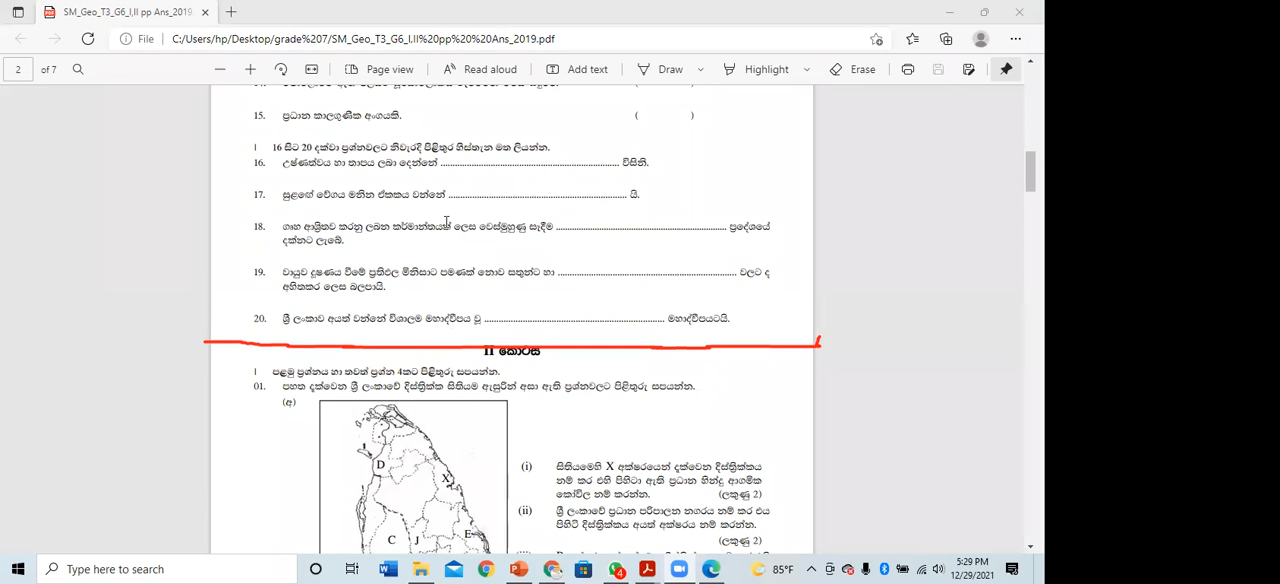 SM_Geo_T3_G6_I,II pp Ans_2019
File C:/Users/hp/Desktop/grade%207/SM_Geo_T3_G6_I.II%20pp%20%20Ans_2019.pdf
2 of 7 Page view Read aloud Add text Draw Highlight Erase
15. ප්‍රධාන කාලගුණික අංගයකි. ( )
I 16 සිට 20 දක්වා ප්‍රශ්නවලට නිවැරදි පිළිතුර හිස්තැන මත ලියන්න.
16. උෂ්ණත්වය හා තාපය ලබා දෙන්නේ ........................................................ විසිනි.
17. සුළඟේ වේගය මනින ඒකකය වන්නේ ........................................................ යි.
18. ගෘහ ආශ්‍රිතව කරනු ලබන කර්මාන්තයක් ලෙස වෙස්මුහුණු සෑදීම ........................................................ ප්‍රදේශයේ
දක්නට ලැබේ.
19. වායුව දූෂණය වීමේ ප්‍රතිඵල මිනිසාට පමණක් නොව සතුන්ට හා ........................................................ වලට ද
අහිතකර ලෙස බලපායි.
20. ශ්‍රී ලංකාව අයත් වන්නේ විශාලම මහාද්වීපය වූ ........................................................ මහාද්වීපයටයි.
II කොටස
I පළමු ප්‍රශ්නය හා තවත් ප්‍රශ්න 4කට පිළිතුරු සපයන්න.
01. පහත දැක්වෙන ශ්‍රී ලංකාවේ දිස්ත්‍රික්ක සිතියම ඇසුරින් අසා ඇති ප්‍රශ්නවලට පිළිතුරු සපයන්න.
(අ)
D
X
E
C J
(i) සිතියමෙහි X අක්ෂරයෙන් දැක්වෙන දිස්ත්‍රික්කය
නම් කර එහි පිහිටා ඇති ප්‍රධාන හින්දු ආගමික
කෝවිල නම් කරන්න. (ලකුණු 2)
(ii) ශ්‍රී ලංකාවේ ප්‍රධාන පරිපාලන නගරය නම් කර එය
පිහිටි දිස්ත්‍රික්කය අයත් අක්ෂරය නම් කරන්න.
(ලකුණු 2)
Type here to search
4
85°F
5:29 PM
12/29/2021